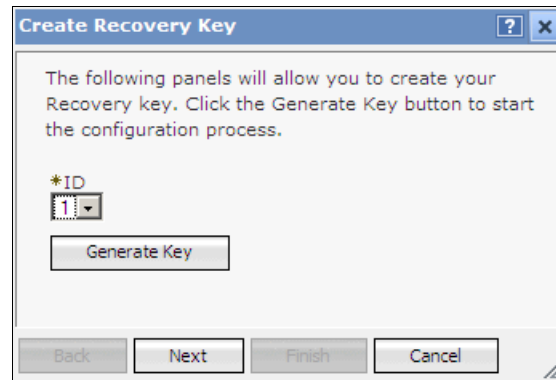 Create Recovery Key ? x
The following panels will allow you to create your
Recovery key. Click the Generate Key button to start
the configuration process.
*ID
1
Generate Key
Back Next Finish Cancel